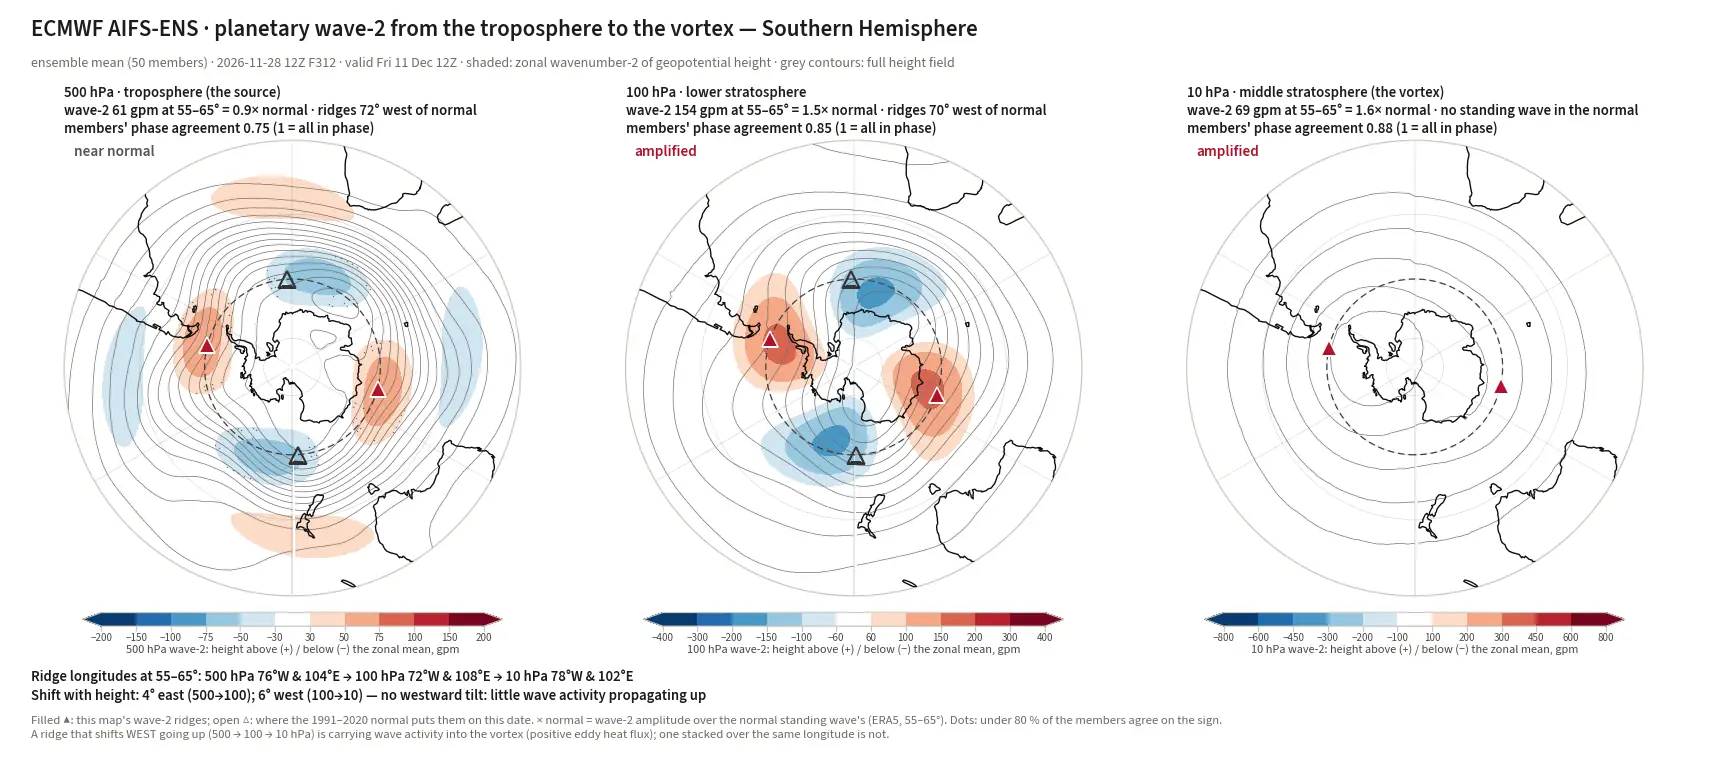 ECMWF AIFS-ENS · planetary wave-2 from the troposphere to the vortex — Southern Hemisphere
ensemble mean (50 members) · 2026-11-28 12Z F312 · valid Fri 11 Dec 12Z · shaded: zonal wavenumber-2 of geopotential height · grey contours: full height field
500 hPa · troposphere (the source)
wave-2 61 gpm at 55–65° = 0.9× normal · ridges 72° west of normal
members' phase agreement 0.75 (1 = all in phase)
near normal
100 hPa · lower stratosphere
wave-2 154 gpm at 55–65° = 1.5× normal · ridges 70° west of normal
members' phase agreement 0.85 (1 = all in phase)
amplified
10 hPa · middle stratosphere (the vortex)
wave-2 69 gpm at 55–65° = 1.6× normal · no standing wave in the normal
members' phase agreement 0.88 (1 = all in phase)
amplified
−200 −150 −100 −75 −50 −30 30 50 75 100 150 200
500 hPa wave-2: height above (+) / below (−) the zonal mean, gpm
−400 −300 −200 −150 −100 −60 60 100 150 200 300 400
100 hPa wave-2: height above (+) / below (−) the zonal mean, gpm
−800 −600 −450 −300 −200 −100 100 200 300 450 600 800
10 hPa wave-2: height above (+) / below (−) the zonal mean, gpm
Ridge longitudes at 55–65°: 500 hPa 76°W & 104°E → 100 hPa 72°W & 108°E → 10 hPa 78°W & 102°E
Shift with height: 4° east (500→100); 6° west (100→10) — no westward tilt: little wave activity propagating up
Filled ▲: this map's wave-2 ridges; open △: where the 1991–2020 normal puts them on this date. × normal = wave-2 amplitude over the normal standing wave's (ERA5, 55–65°). Dots: under 80 % of the members agree on the sign.
A ridge that shifts WEST going up (500 → 100 → 10 hPa) is carrying wave activity into the vortex (positive eddy heat flux); one stacked over the same longitude is not.